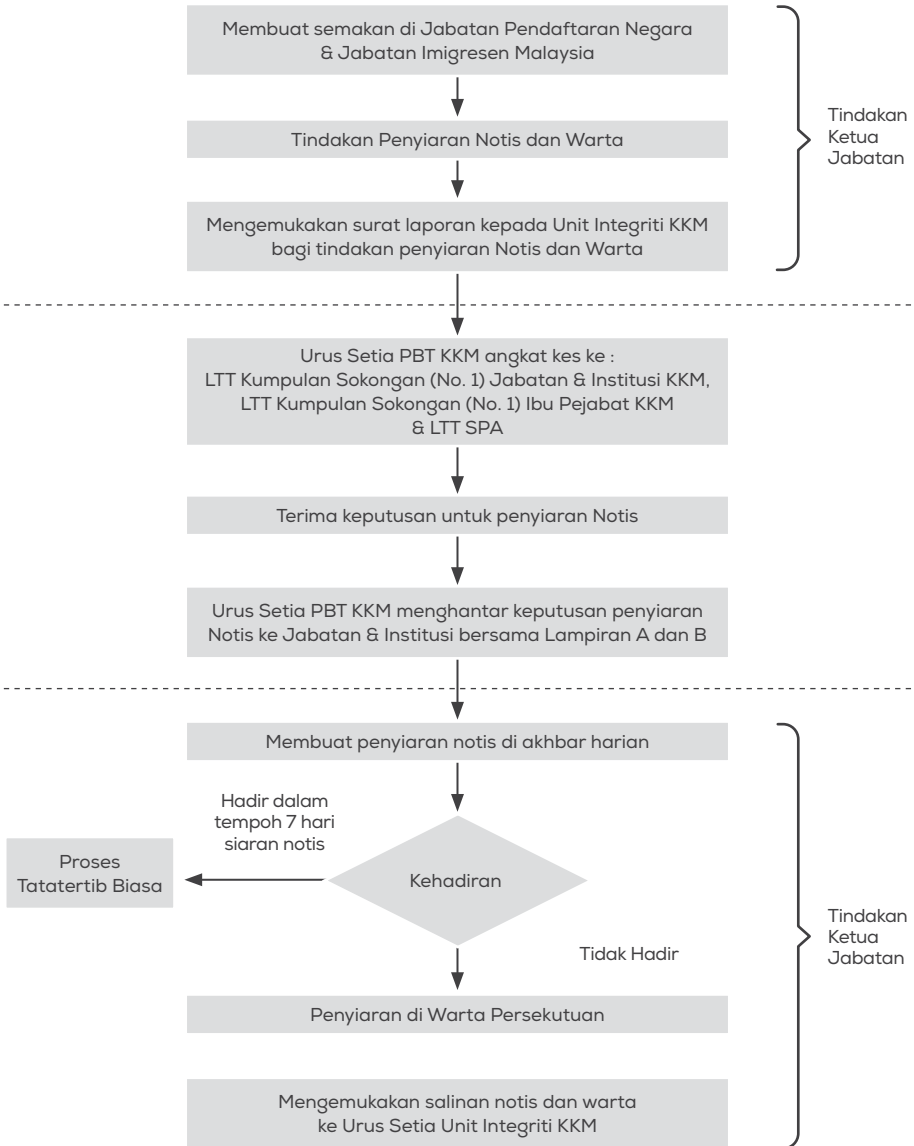 Membuat semakan di Jabatan Pendaftaran Negara
& Jabatan Imigresen Malaysia
Tindakan Penyiaran Notis dan Warta
Mengemukakan surat laporan kepada Unit Integriti KKM
bagi tindakan penyiaran Notis dan Warta
Tindakan
Ketua
Jabatan
Urus Setia PBT KKM angkat kes ke :
LTT Kumpulan Sokongan (No. 1) Jabatan & Institusi KKM,
LTT Kumpulan Sokongan (No. 1) Ibu Pejabat KKM
& LTT SPA
Terima keputusan untuk penyiaran Notis
Urus Setia PBT KKM menghantar keputusan penyiaran
Notis ke Jabatan & Institusi bersama Lampiran A dan B
Membuat penyiaran notis di akhbar harian
Hadir dalam
tempoh 7 hari
siaran notis
Proses
Tatatertib Biasa
Kehadiran
Tidak Hadir
Penyiaran di Warta Persekutuan
Mengemukakan salinan notis dan warta
ke Urus Setia Unit Integriti KKM
Tindakan
Ketua
Jabatan